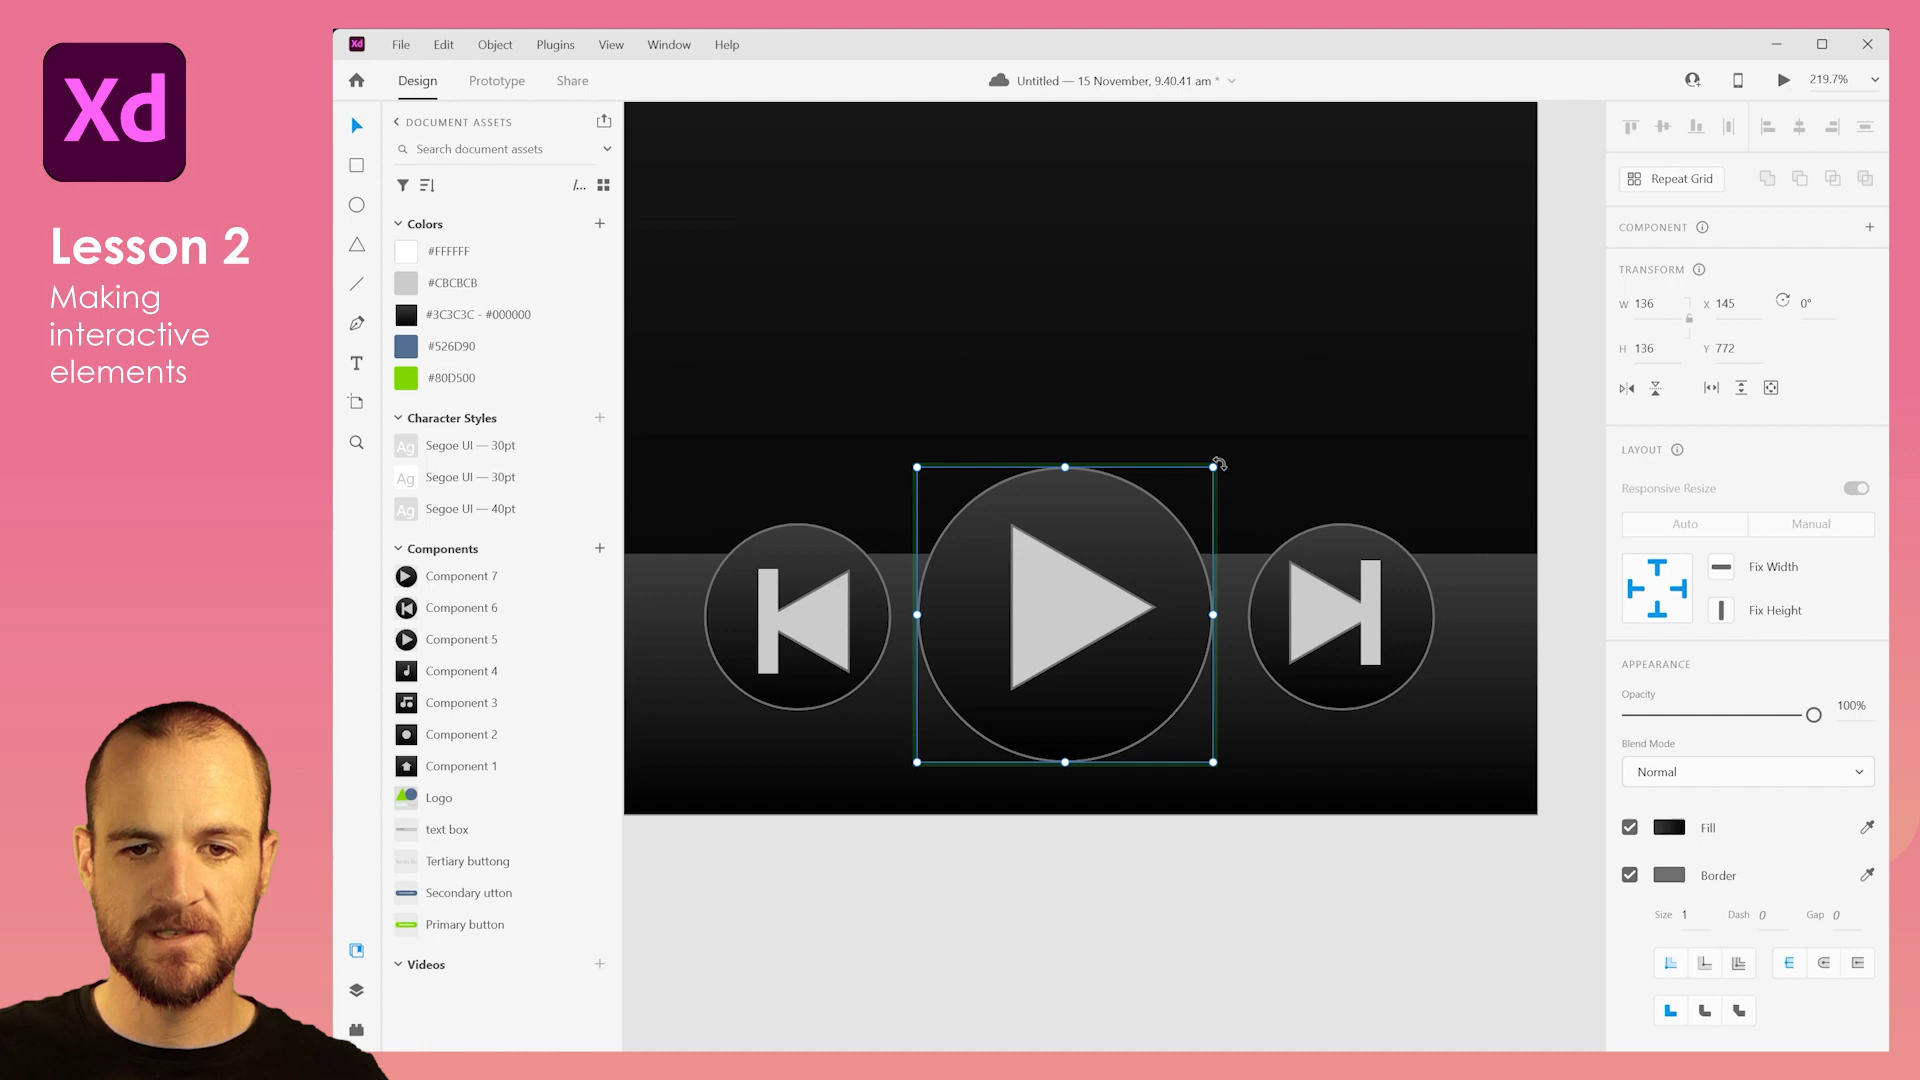 Xd
Lesson 2
Making
interactive
elements
Xd
File
Edit
Object
Plugins
View
Window
Help
Design
Prototype
Share
Untitled — 15 November, 9.40.41 am *
219.7%
DOCUMENT ASSETS
Search document assets
/...
Colors
#FFFFFF
#CBCBCB
#3C3C3C - #000000
#526D90
#80D500
Character Styles
Ag Segoe UI — 30pt
Ag Segoe UI — 30pt
Ag Segoe UI — 40pt
Components
Component 7
Component 6
Component 5
Component 4
Component 3
Component 2
Component 1
Logo
text box
Tertiary buttong
Secondary utton
Primary button
Videos
Repeat Grid
COMPONENT
TRANSFORM
W 136
X 145
0°
H 136
Y 772
LAYOUT
Responsive Resize
Auto
Manual
Fix Width
Fix Height
APPEARANCE
Opacity
100%
Blend Mode
Normal
Fill
Border
Size 1
Dash 0
Gap 0